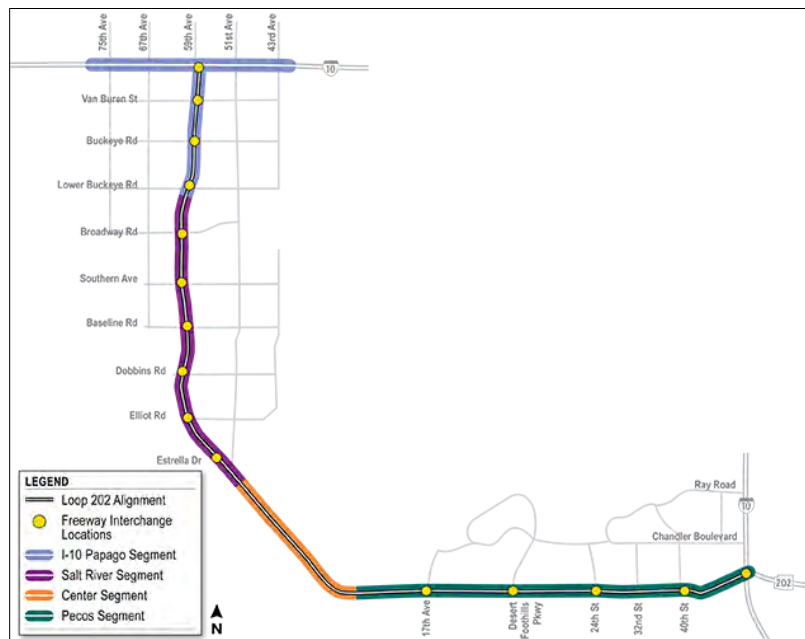 75th Ave
67th Ave
59th Ave
51st Ave
43rd Ave
10
Van Buren St
Buckeye Rd
Lower Buckeye Rd
Broadway Rd
Southern Ave
Baseline Rd
Dobbins Rd
Elliot Rd
Estrella Dr
Ray Road
10
Chandler Boulevard
202
17th Ave
Desert
Foothills
Pkwy
24th St
32nd St
40th St
LEGEND
Loop 202 Alignment
Freeway Interchange
Locations
I-10 Papago Segment
Salt River Segment
Center Segment
Pecos Segment
N